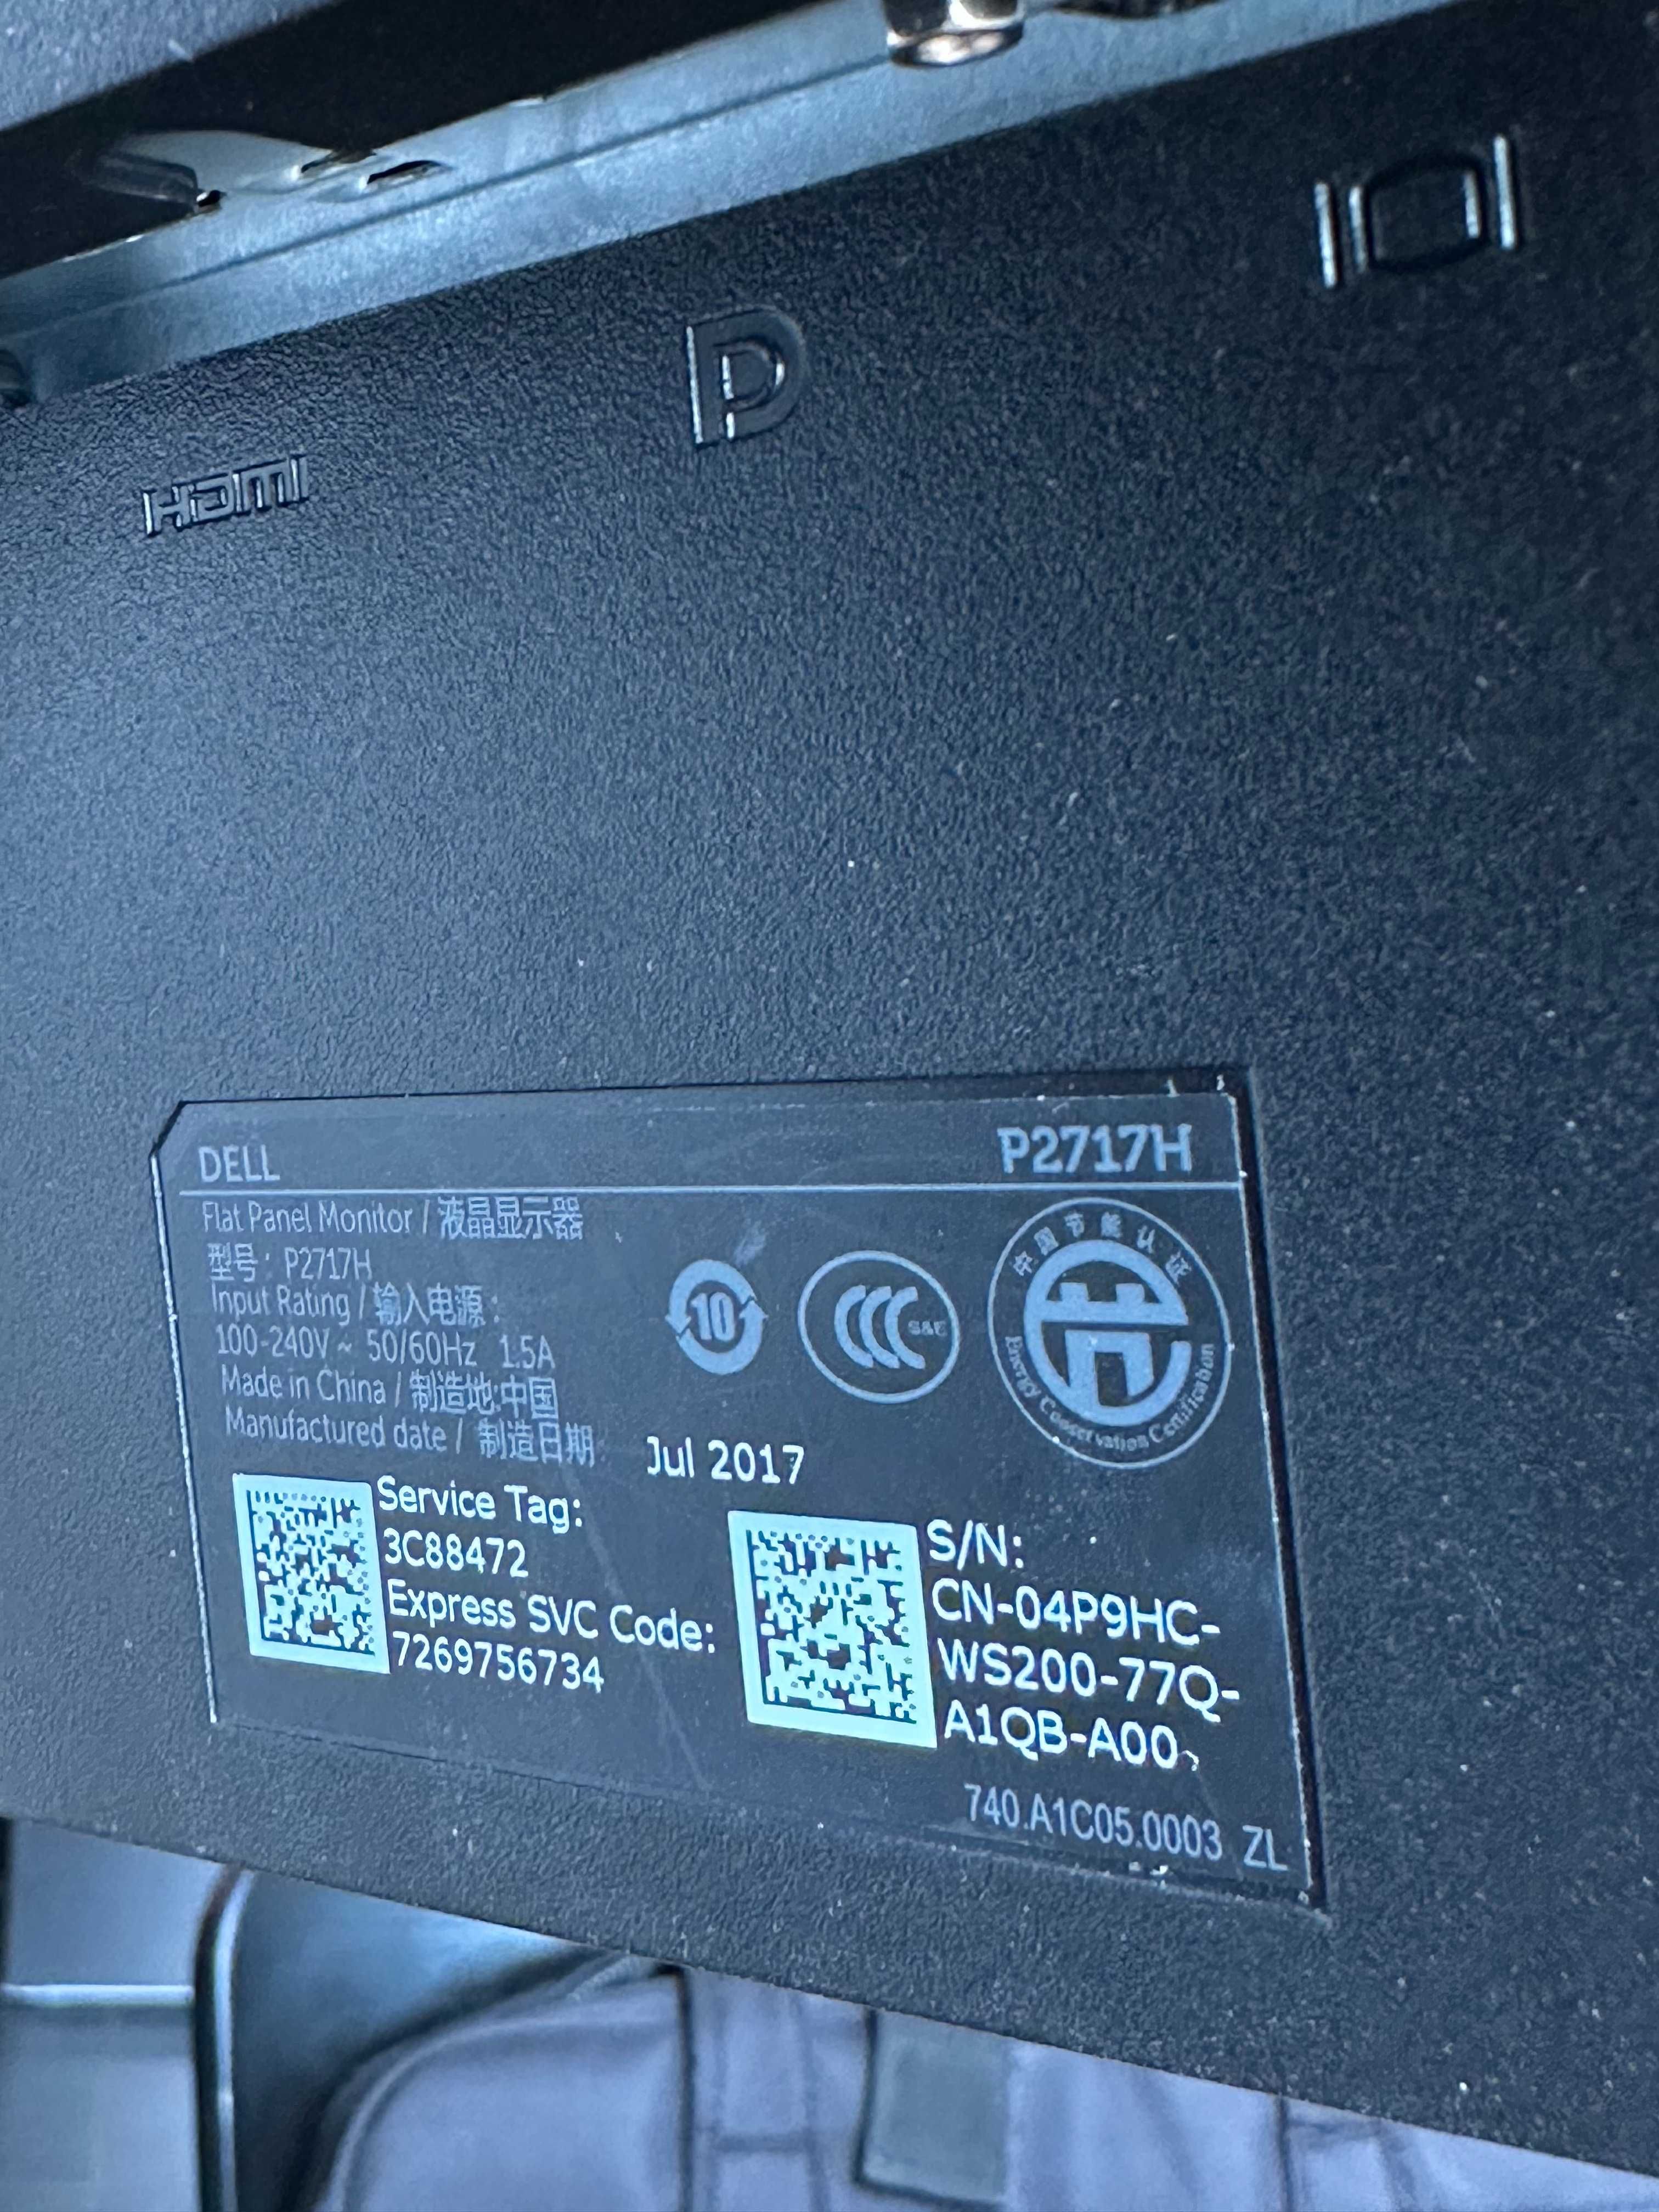 HDMI
DELL
P2717H
Flat Panel Monitor / 液晶显示器
型号: P2717H
Input Rating / 输入电源:
100-240V ~ 50/60Hz 1.5A
Made in China / 制造地:中国
Manufactured date / 制造日期
Jul 2017
10
CCC
S&E
中国节能认证
Energy Conservation Certification
Service Tag:
3C88472
Express SVC Code:
7269756734
S/N:
CN-04P9HC-
WS200-77Q-
A1QB-A00
740.A1C05.0003 ZL